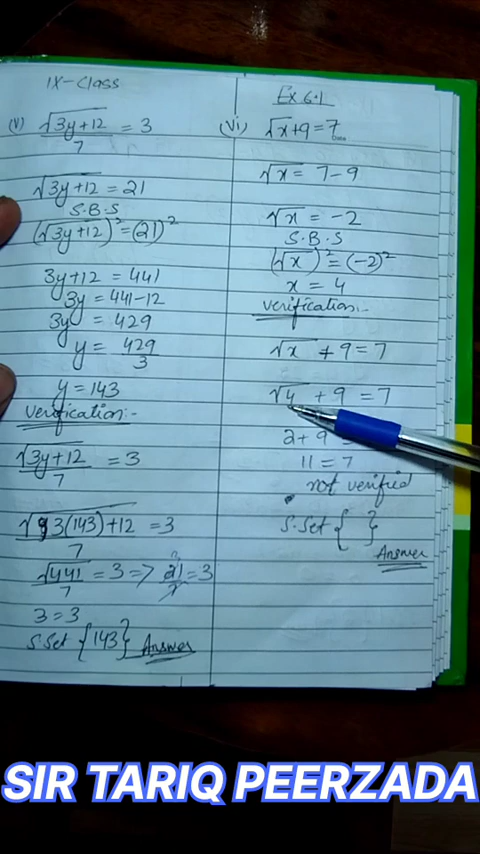 IX-Class
(V) √3y+12/7 = 3
√3y+12 = 21
S.B.S
(√3y+12)² = (21)²
3y+12 = 441
3y = 441-12
3y = 429
y = 429/3
y = 143
Verification:-
√3y+12/7 = 3
√3(143)+12/7 = 3
√441/7 = 3 => 21/7 = 3
3 = 3
S.Set {143} Answer
Ex 6.1
(Vi) √x+9=7
√x = 7-9
√x = -2
S.B.S
(√x)² = (-2)²
x = 4
Verification:-
√x + 9 = 7
√4 + 9 = 7
2+9 =
11 = 7
not verified
S.Set { }
Answer
SIR TARIQ PEERZADA